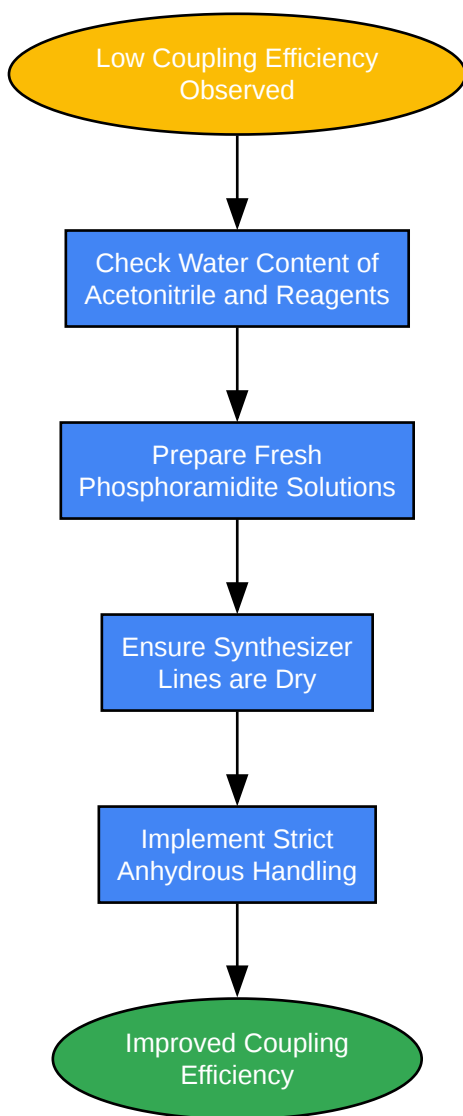 Low Coupling Efficiency
Observed
Check Water Content of
Acetonitrile and Reagents
Prepare Fresh
Phosphoramidite Solutions
Ensure Synthesizer
Lines are Dry
Implement Strict
Anhydrous Handling
Improved Coupling
Efficiency